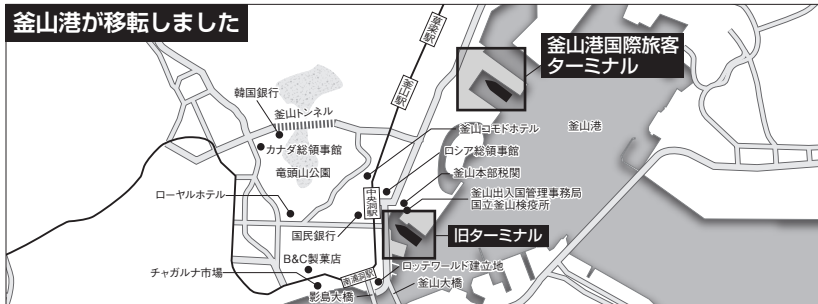 釜山港が移転しました
草梁駅
釜山港国際旅客
ターミナル
釜山駅
韓国銀行
釜山トンネル
釜山コモドホテル
釜山港
カナダ総領事館
ロシア総領事館
竜頭山公園
釜山本部税関
中央洞駅
釜山出入国管理事務局
国立釜山検疫所
ローヤルホテル
国民銀行
旧ターミナル
B&C製菓店
チャガルナ市場
南浦洞駅
ロッテワールド建立地
影島大橋
釜山大橋